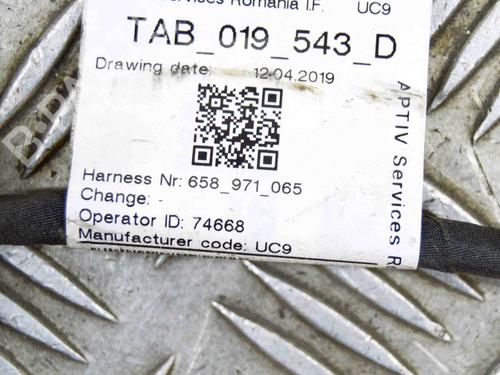 Services Romania I.F. UC9
TAB_019_543_D
Drawing date: 12.04.2019
APTIV Services R
Harness Nr: 658_971_065
Change: -
Operator ID: 74668
Manufacturer code: UC9